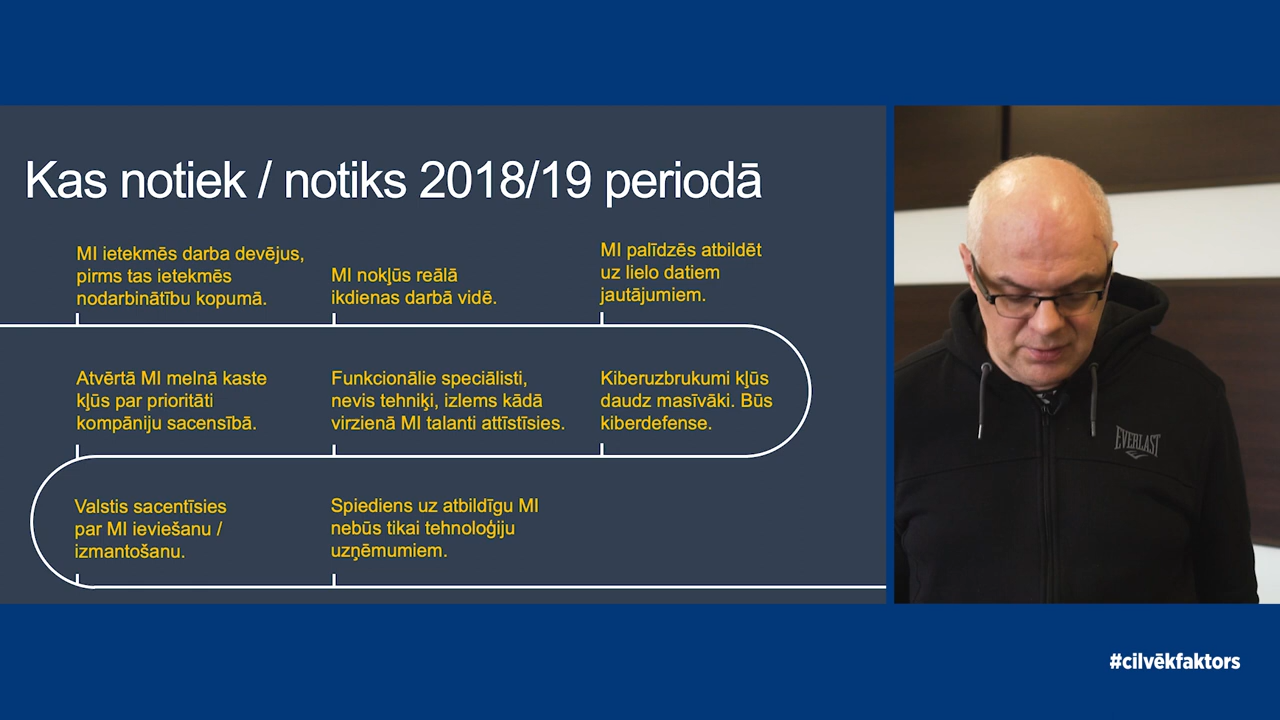 Kas notiek / notiks 2018/19 periodā
MI ietekmēs darba devējus,
pirms tas ietekmēs
nodarbinātību kopumā.
MI nokļūs reālā
ikdienas darbā vidē.
MI palīdzēs atbildēt
uz lielo datiem
jautājumiem.
Atvērtā MI melnā kaste
kļūs par prioritāti
kompāniju sacensībā.
Funkcionālie speciālisti,
nevis tehniķi, izlems kādā
virzienā MI talanti attīstīsies.
Kiberuzbrukumi kļūs
daudz masīvāki. Būs
kiberdefense.
Valstis sacentīsies
par MI ieviešanu /
izmantošanu.
Spiediens uz atbildīgu MI
nebūs tikai tehnoloģiju
uzņēmumiem.
EVERLAST
#cilvēkfaktors